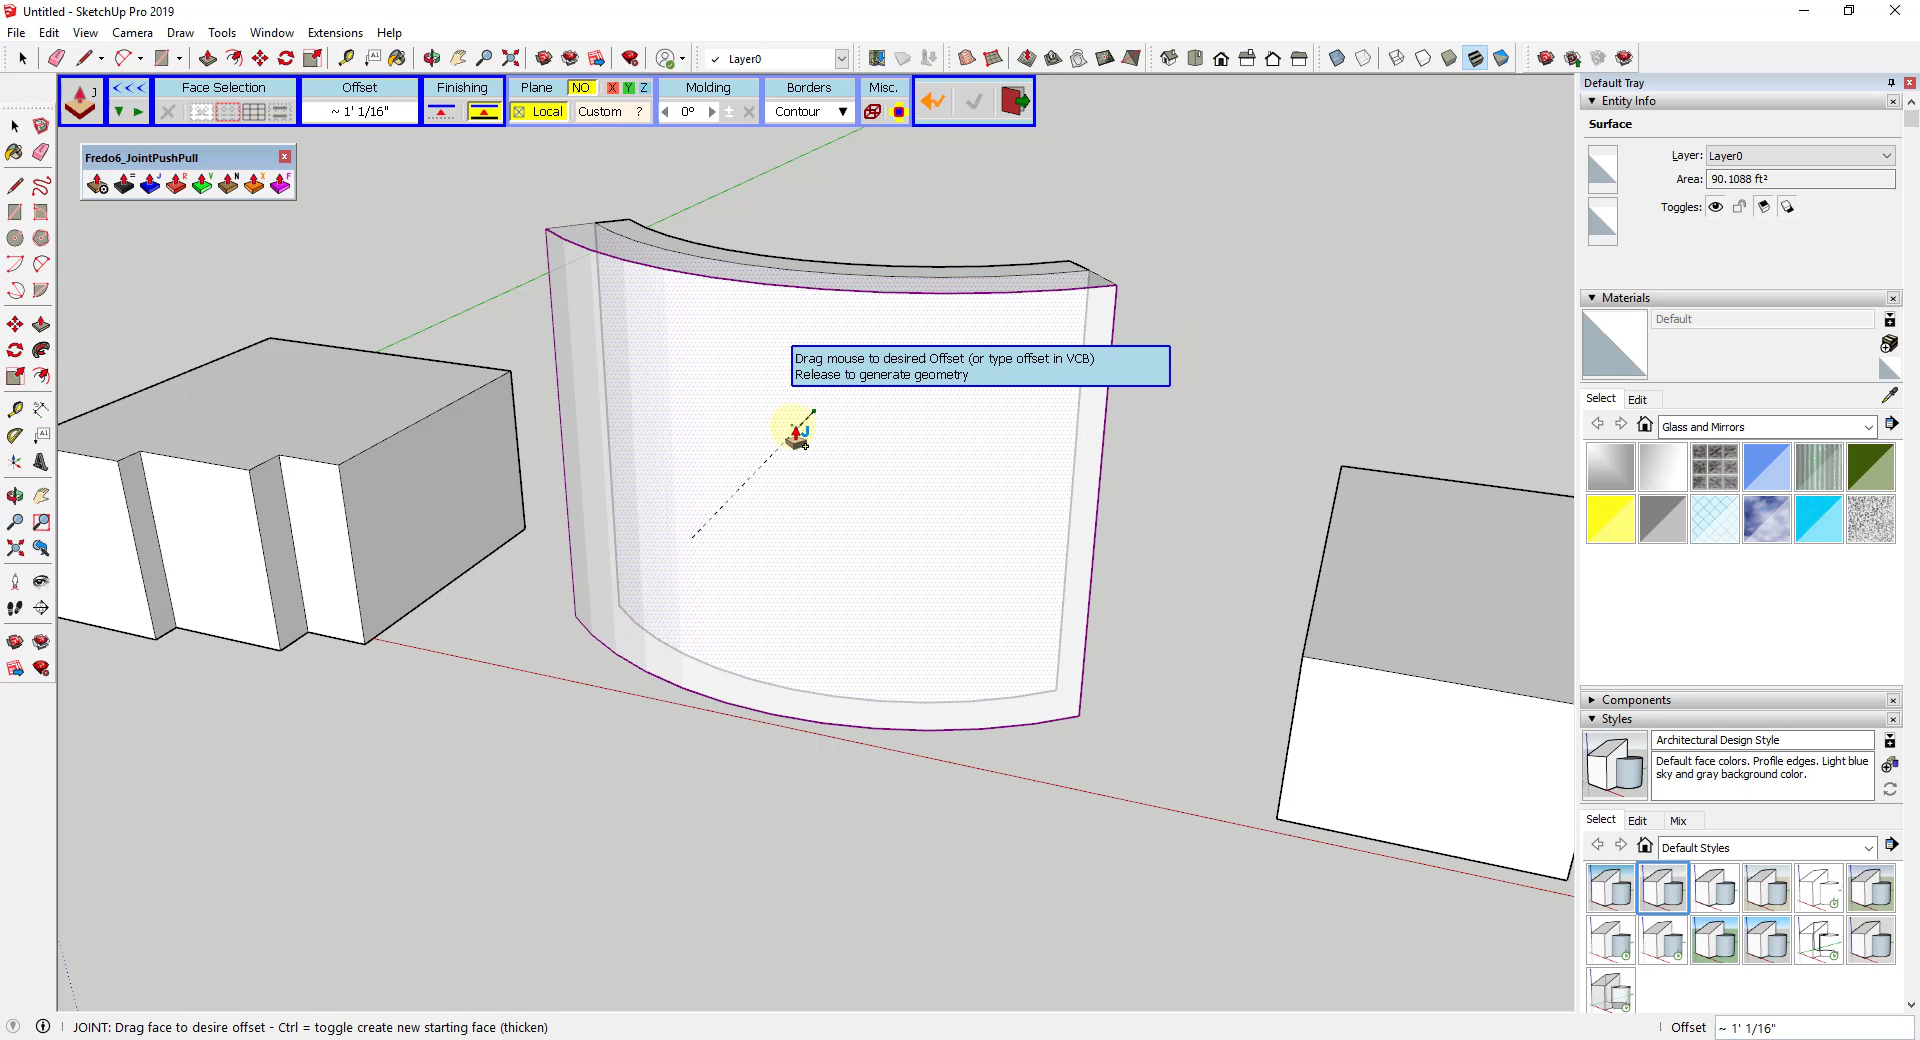 Untitled - SketchUp Pro 2019
File Edit View Camera Draw Tools Window Extensions Help
Layer0
J <<< Face Selection Offset Finishing Plane NO X Y Z Molding Borders Misc.
~ 1' 1/16" Local Custom ? 0° Contour
Fredo6_JointPushPull
= J R V N X F
Drag mouse to desired Offset (or type offset in VCB)
Release to generate geometry
J
Default Tray
Entity Info
Surface
Layer: Layer0
Area: 90.1088 ft²
Toggles:
Materials
Default
Select Edit
Glass and Mirrors
Components
Styles
Architectural Design Style
Default face colors. Profile edges. Light blue
sky and gray background color.
Select Edit Mix
Default Styles
JOINT: Drag face to desire offset - Ctrl = toggle create new starting face (thicken)
Offset ~ 1' 1/16"